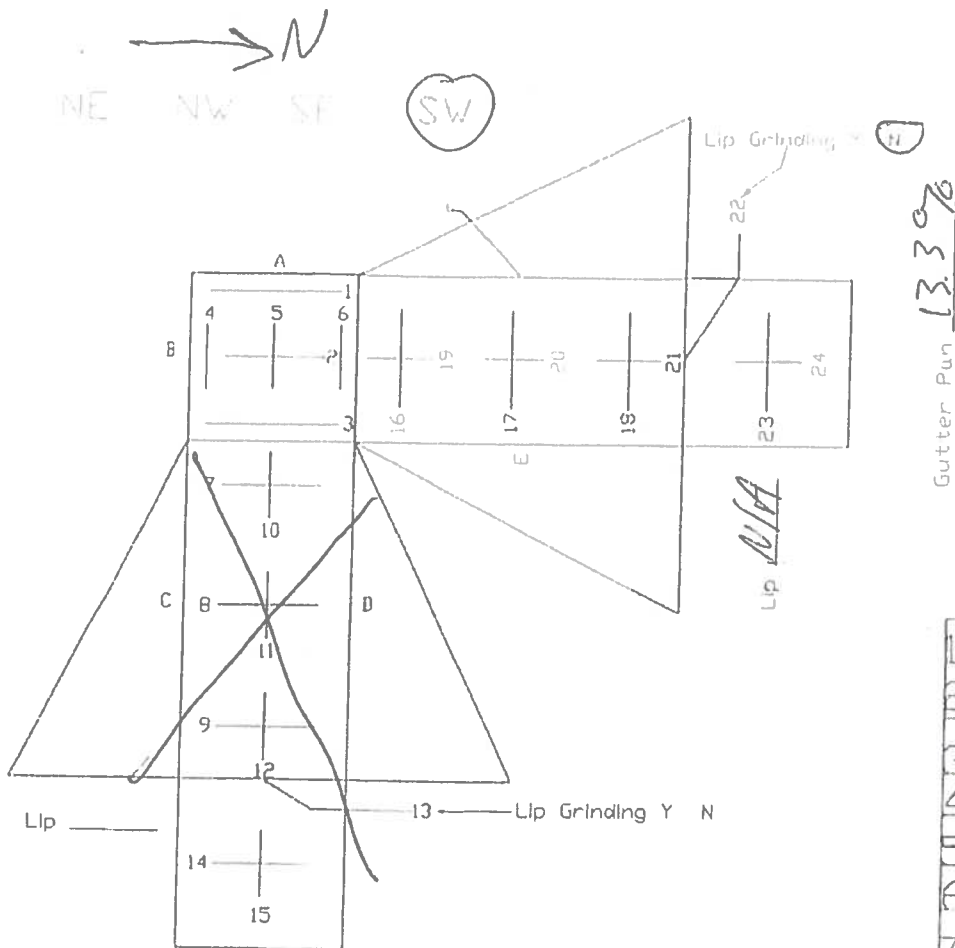 N
NE NW SE SW
Lip Grinding Y N
22
13.3%
Gutter Pan
A
1
4 5 6
B
2 19 20 21 24
3 16 17 18 23
E
7
10
Lip N/A
C 8 D
11
9
12
13 Lip Grinding Y N
Lip
14
15